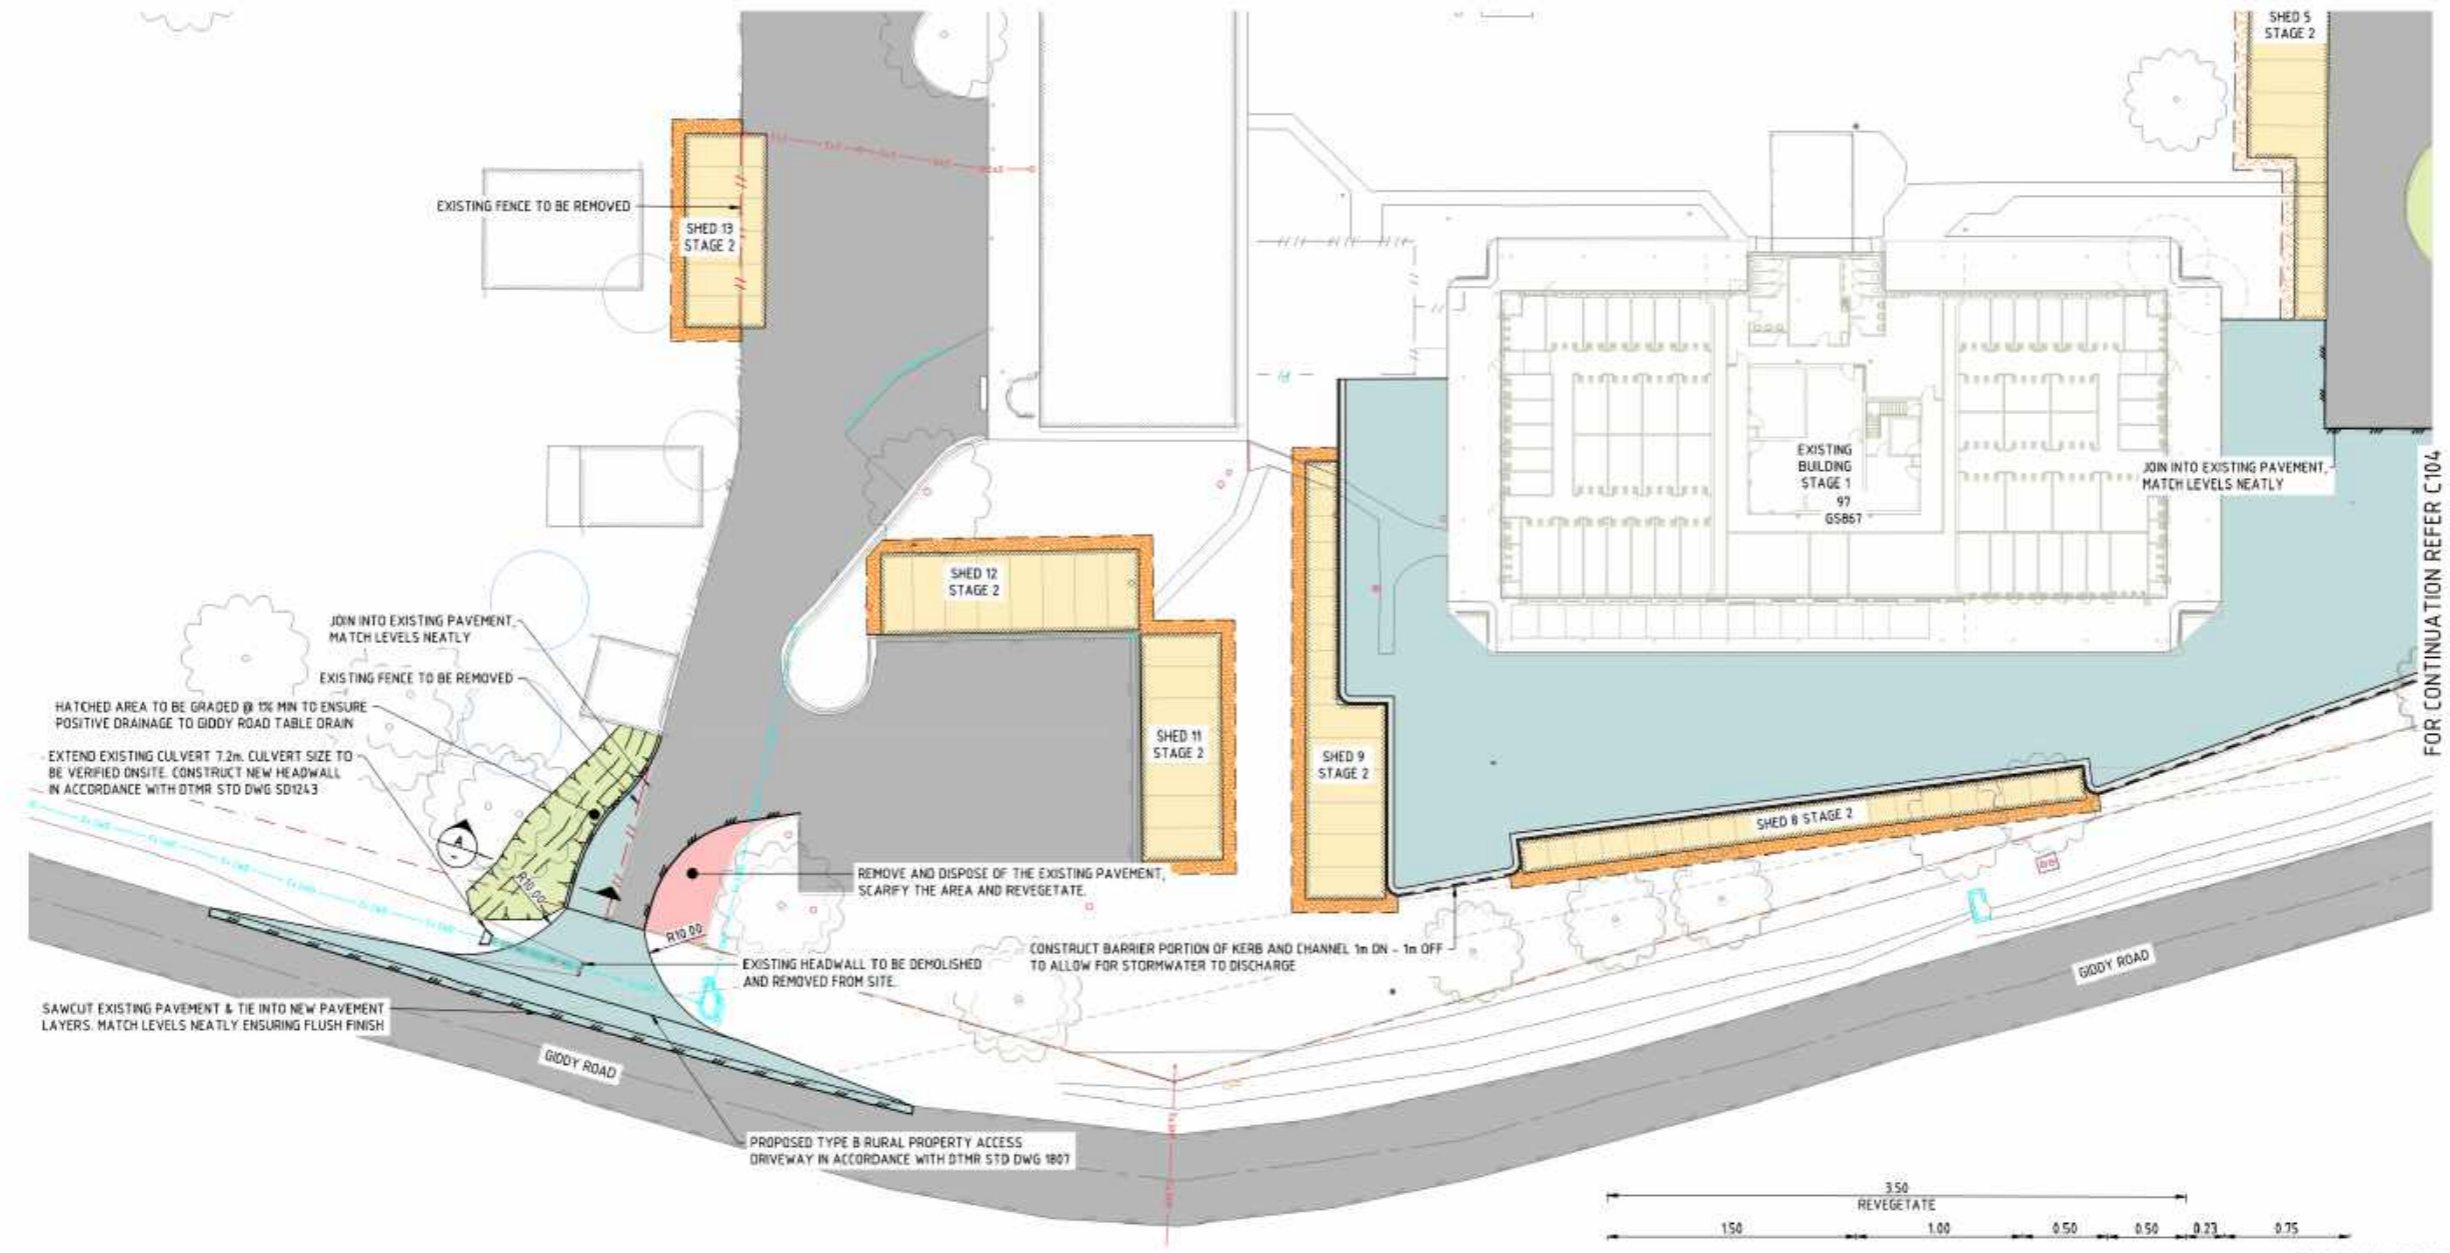 SHED 5
STAGE 2
EXISTING FENCE TO BE REMOVED
SHED 13
STAGE 2
EXISTING
BUILDING
STAGE 1
97
GS867
JOIN INTO EXISTING PAVEMENT,
MATCH LEVELS NEATLY
FOR CONTINUATION REFER C104
SHED 12
STAGE 2
JOIN INTO EXISTING PAVEMENT,
MATCH LEVELS NEATLY
EXISTING FENCE TO BE REMOVED
HATCHED AREA TO BE GRADED @ 1% MIN TO ENSURE
POSITIVE DRAINAGE TO GIDDY ROAD TABLE DRAIN
EXTEND EXISTING CULVERT 7.2m. CULVERT SIZE TO
BE VERIFIED ONSITE. CONSTRUCT NEW HEADWALL
IN ACCORDANCE WITH DTMR STD DWG SD1243
SHED 11
STAGE 2
SHED 9
STAGE 2
SHED 8 STAGE 2
A
-
R10.00
REMOVE AND DISPOSE OF THE EXISTING PAVEMENT,
SCARIFY THE AREA AND REVEGETATE.
R10.00
EXISTING HEADWALL TO BE DEMOLISHED
AND REMOVED FROM SITE.
CONSTRUCT BARRIER PORTION OF KERB AND CHANNEL 1m ON - 1m OFF
TO ALLOW FOR STORMWATER TO DISCHARGE
GIDDY ROAD
SAWCUT EXISTING PAVEMENT & TIE INTO NEW PAVEMENT
LAYERS. MATCH LEVELS NEATLY ENSURING FLUSH FINISH
GIDDY ROAD
PROPOSED TYPE B RURAL PROPERTY ACCESS
DRIVEWAY IN ACCORDANCE WITH DTMR STD DWG 1807
3.50
REVEGETATE
1.50 1.00 0.50 0.50 0.23 0.75